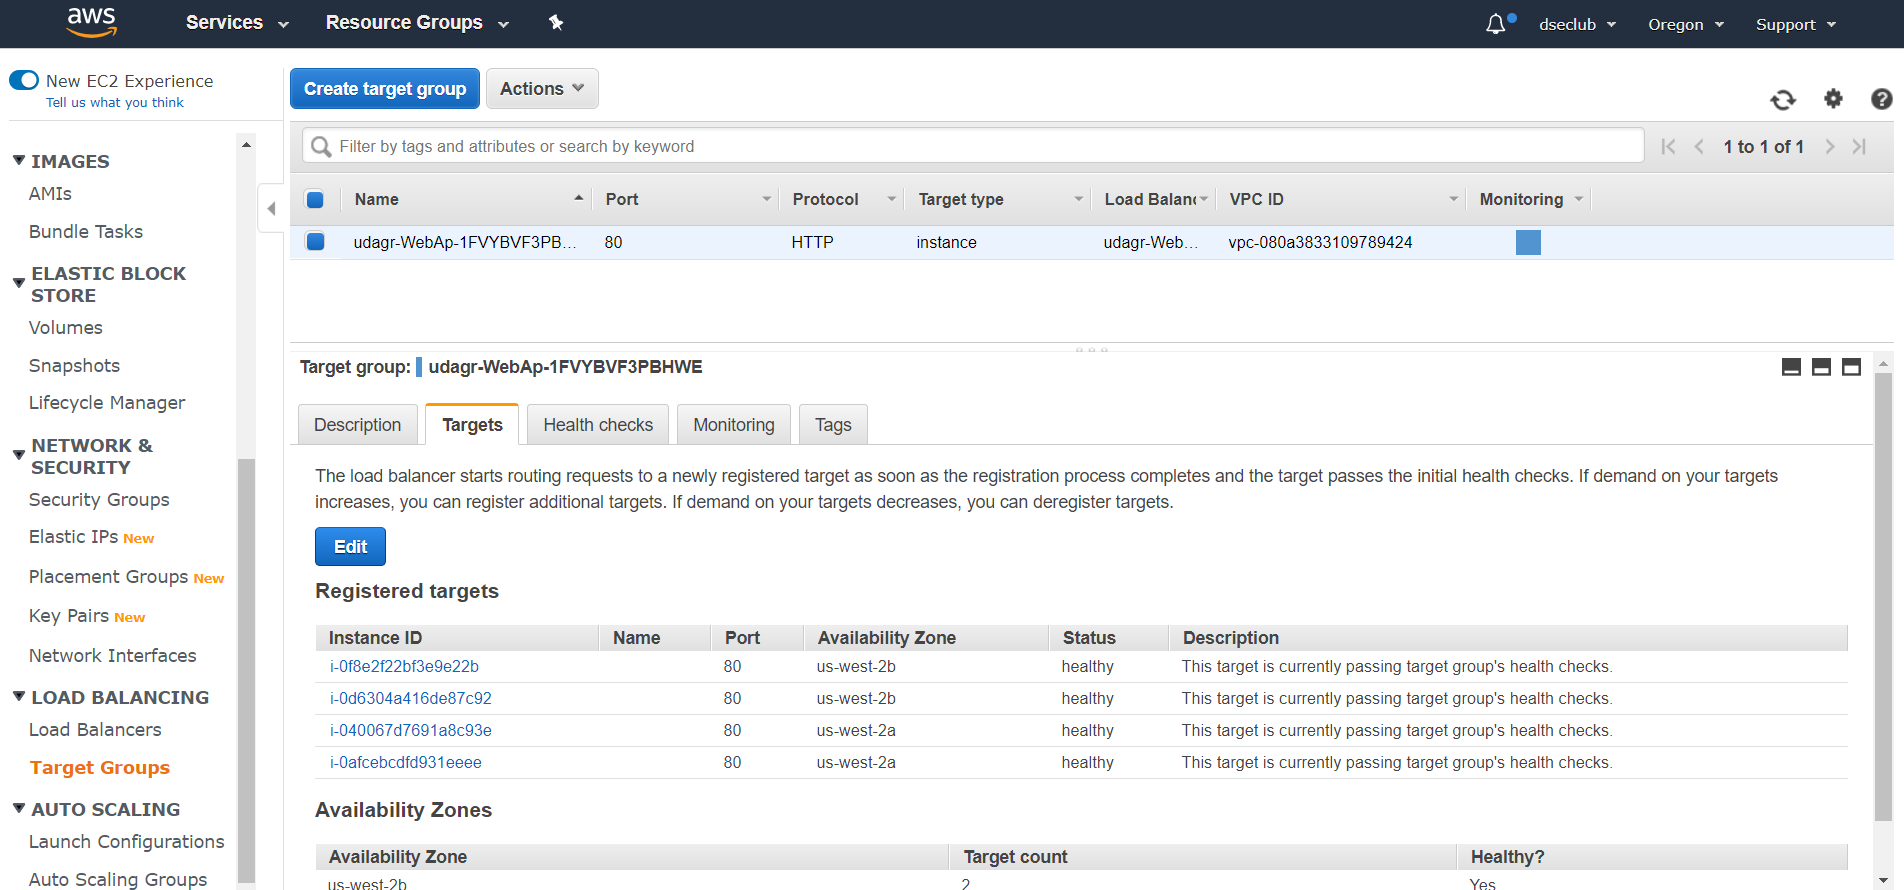 aws
Services
Resource Groups
dseclub
Oregon
Support
New EC2 Experience
Tell us what you think
IMAGES
AMIs
Bundle Tasks
ELASTIC BLOCK
STORE
Volumes
Snapshots
Lifecycle Manager
NETWORK &
SECURITY
Security Groups
Elastic IPs New
Placement Groups New
Key Pairs New
Network Interfaces
LOAD BALANCING
Load Balancers
Target Groups
AUTO SCALING
Launch Configurations
Auto Scaling Groups
Create target group
Actions
Filter by tags and attributes or search by keyword
1 to 1 of 1
Name Port Protocol Target type Load Balanc VPC ID Monitoring
udagr-WebAp-1FVYBVF3PB... 80 HTTP instance udagr-Web... vpc-080a3833109789424
Target group: udagr-WebAp-1FVYBVF3PBHWE
Description Targets Health checks Monitoring Tags
The load balancer starts routing requests to a newly registered target as soon as the registration process completes and the target passes the initial health checks. If demand on your targets
increases, you can register additional targets. If demand on your targets decreases, you can deregister targets.
Edit
Registered targets
Instance ID Name Port Availability Zone Status Description
i-0f8e2f22bf3e9e22b 80 us-west-2b healthy This target is currently passing target group's health checks.
i-0d6304a416de87c92 80 us-west-2b healthy This target is currently passing target group's health checks.
i-040067d7691a8c93e 80 us-west-2a healthy This target is currently passing target group's health checks.
i-0afcebcdfd931eeee 80 us-west-2a healthy This target is currently passing target group's health checks.
Availability Zones
Availability Zone Target count Healthy?
us-west-2b 2 Yes